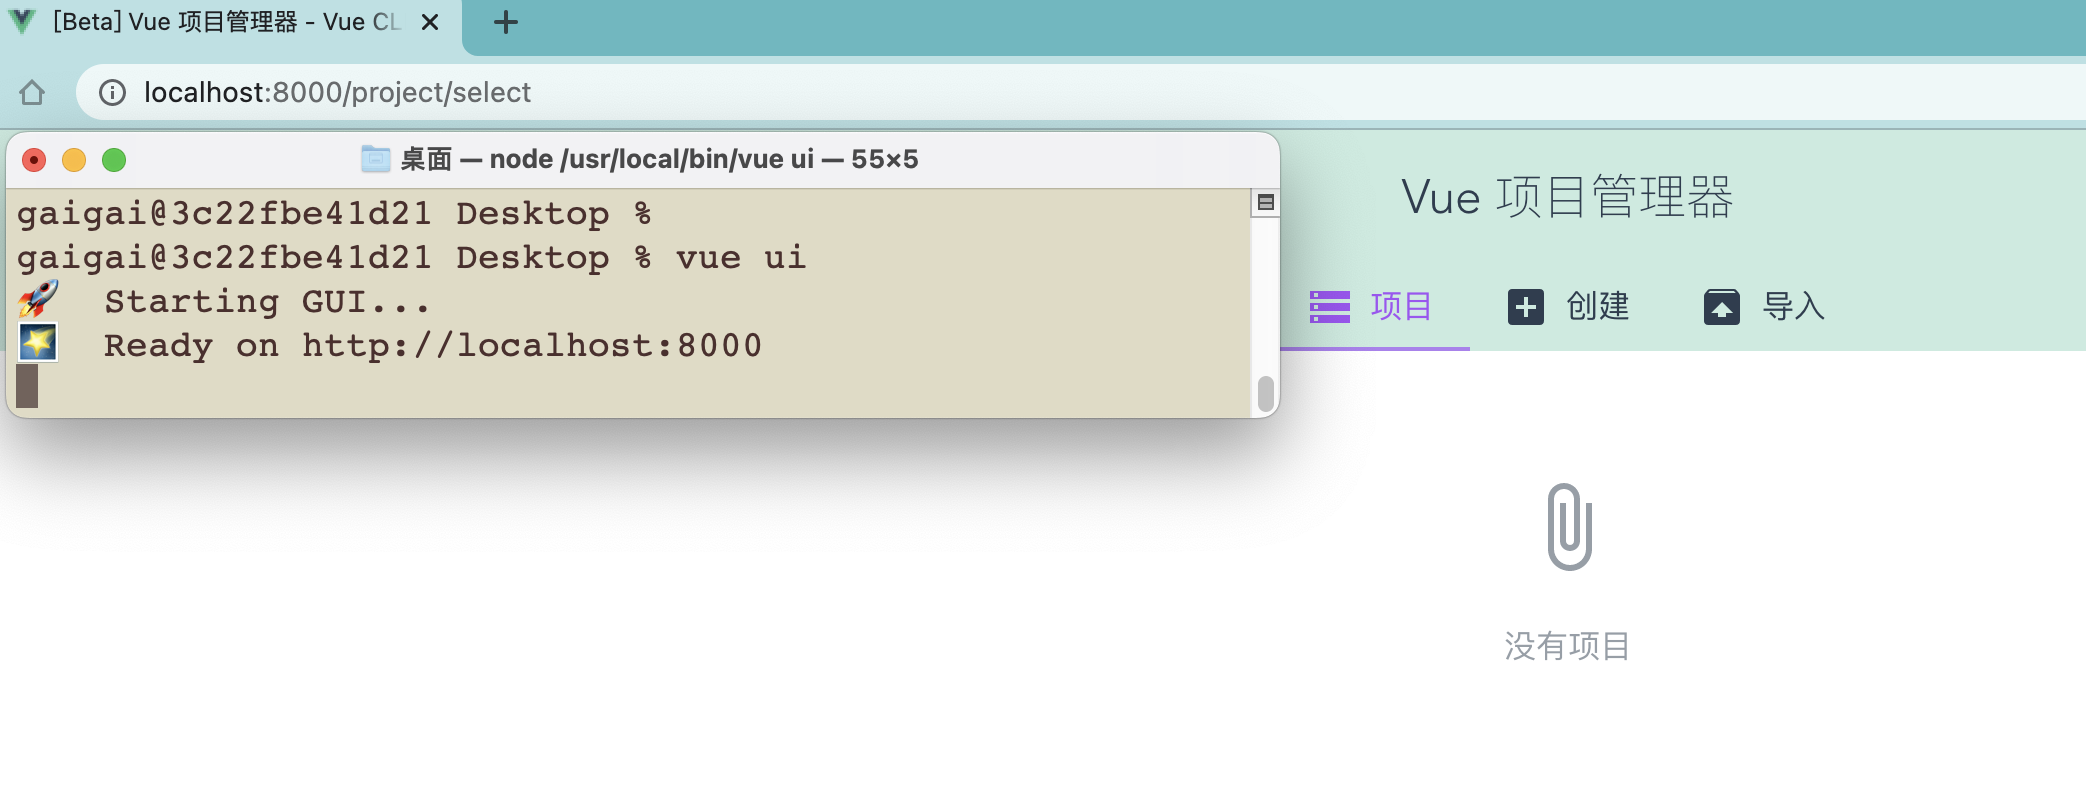 [Beta] Vue 项目管理器 - Vue CL
localhost:8000/project/select
桌面 — node /usr/local/bin/vue ui — 55×5
gaigai@3c22fbe41d21 Desktop %
gaigai@3c22fbe41d21 Desktop % vue ui
🚀 Starting GUI...
🌠 Ready on http://localhost:8000
Vue 项目管理器
项目 创建 导入
没有项目